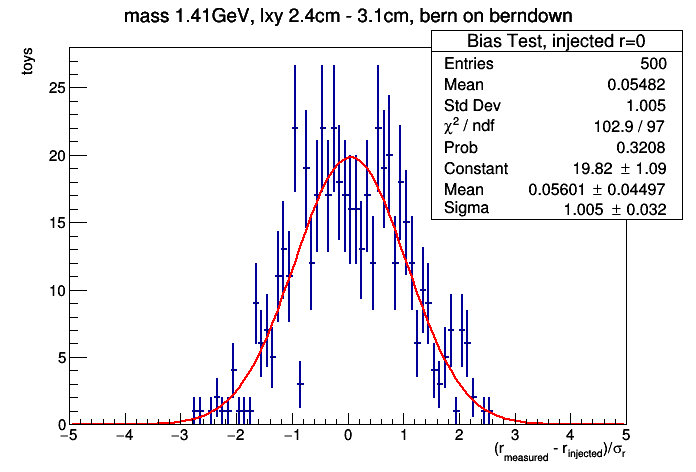 mass 1.41GeV, lxy 2.4cm - 3.1cm, bern on berndown
Bias Test, injected r=0
Entries 500
Mean 0.05482
Std Dev 1.005
χ² / ndf 102.9 / 97
Prob 0.3208
Constant 19.82 ± 1.09
Mean 0.05601 ± 0.04497
Sigma 1.005 ± 0.032
toys
25
20
15
10
5
0
−5 −4 −3 −2 −1 0 1 2 3 4 5
(r_measured - r_injected)/σ_r